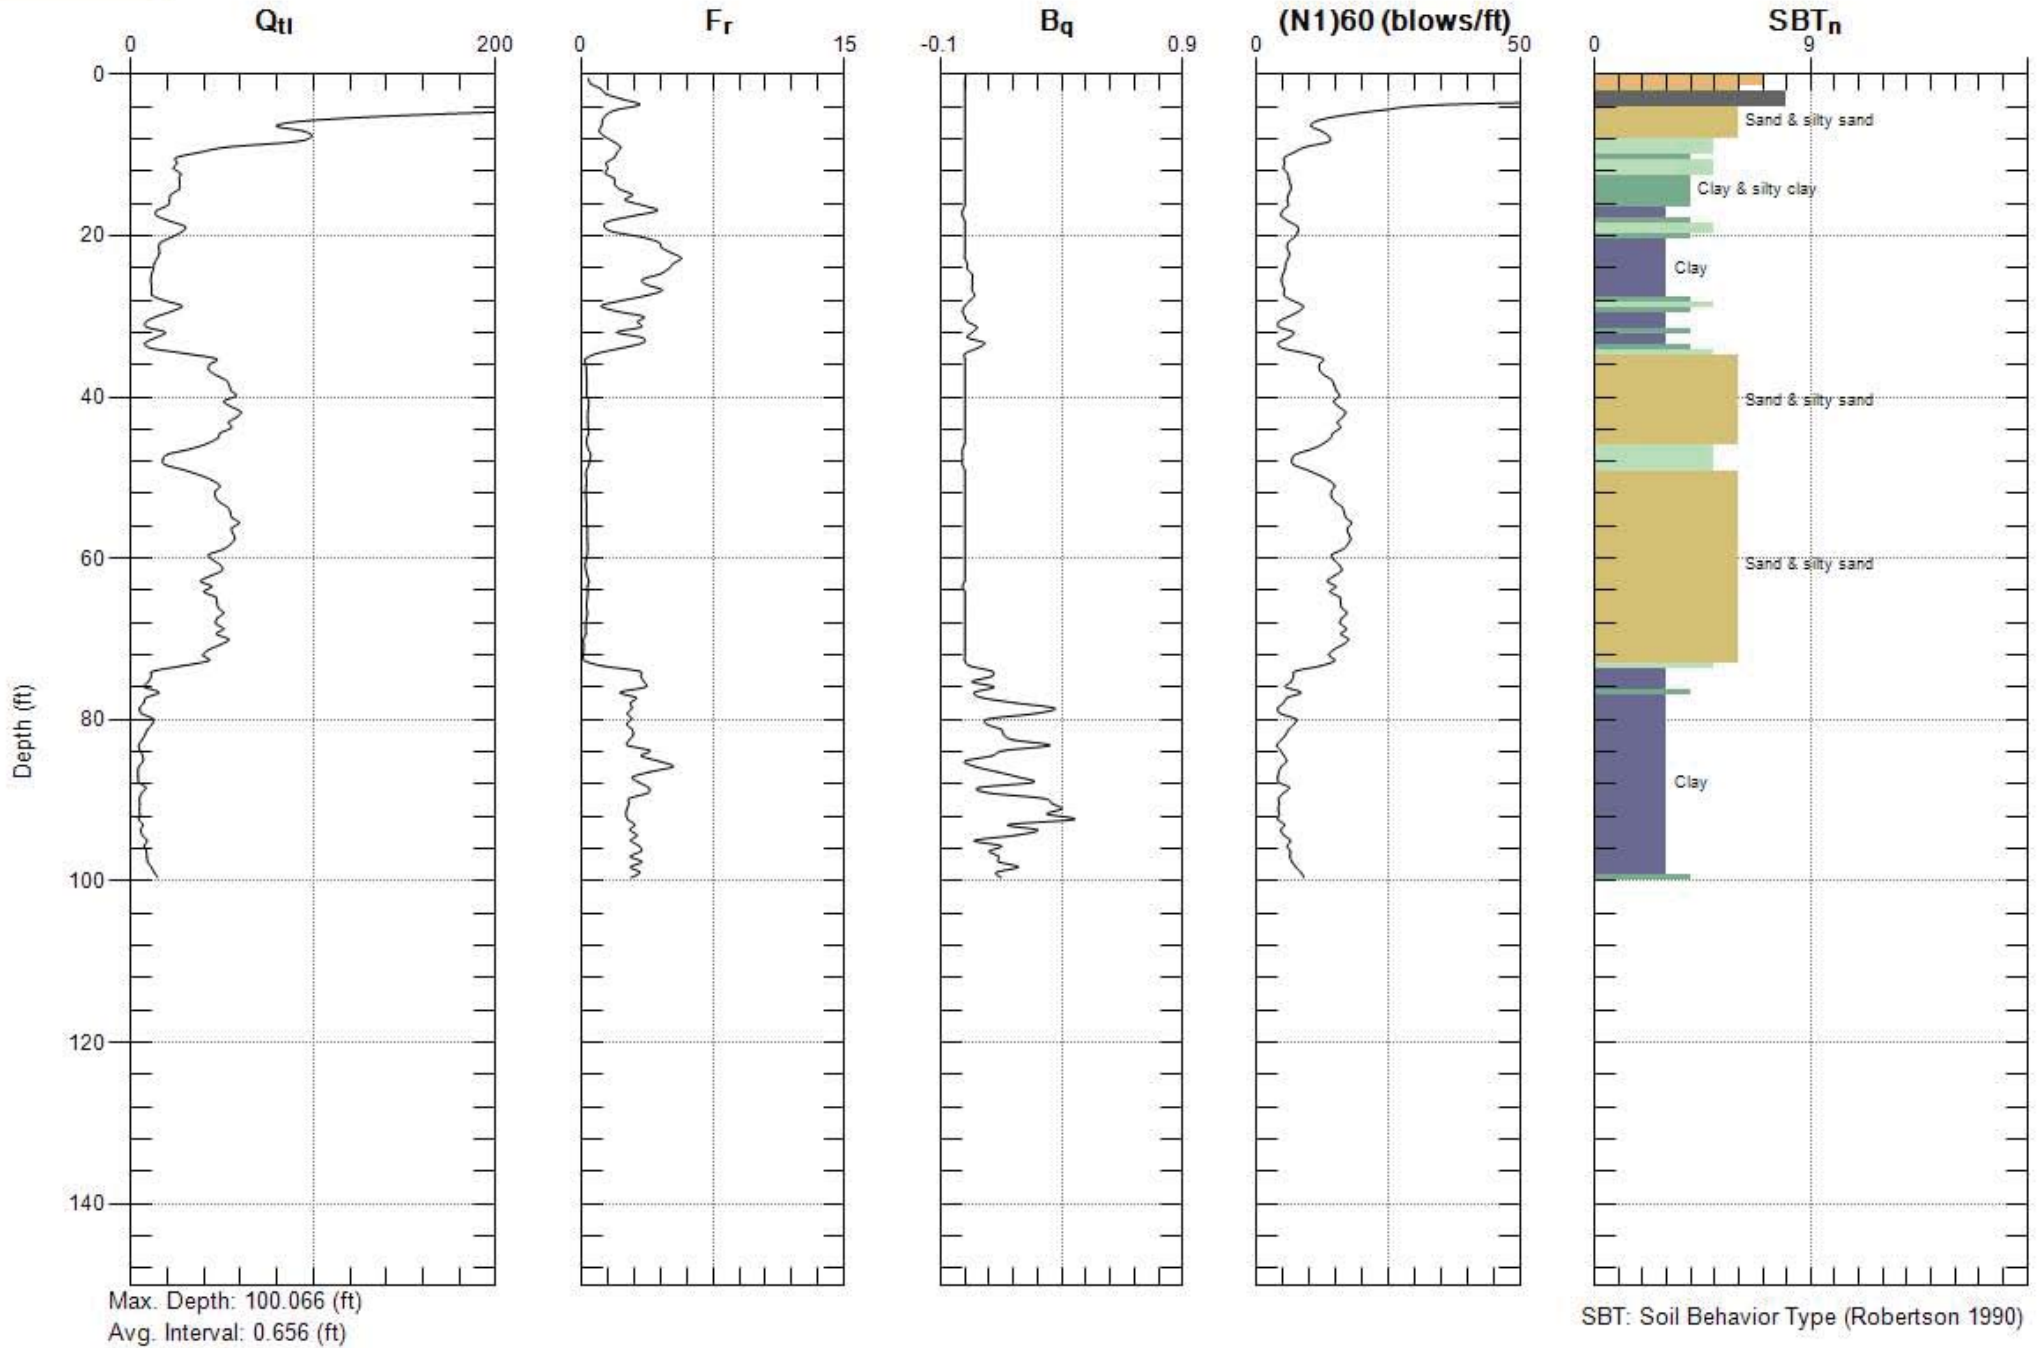 Qtl Fr Bq (N1)60 (blows/ft) SBTn
0 200 0 15 -0.1 0.9 0 50 0 9
0
Sand & silty sand
Clay & silty clay
20
Clay
40
Sand & silty sand
60
Sand & silty sand
Depth (ft)
80
Clay
100
120
140
Max. Depth: 100.066 (ft)
Avg. Interval: 0.656 (ft)
SBT: Soil Behavior Type (Robertson 1990)